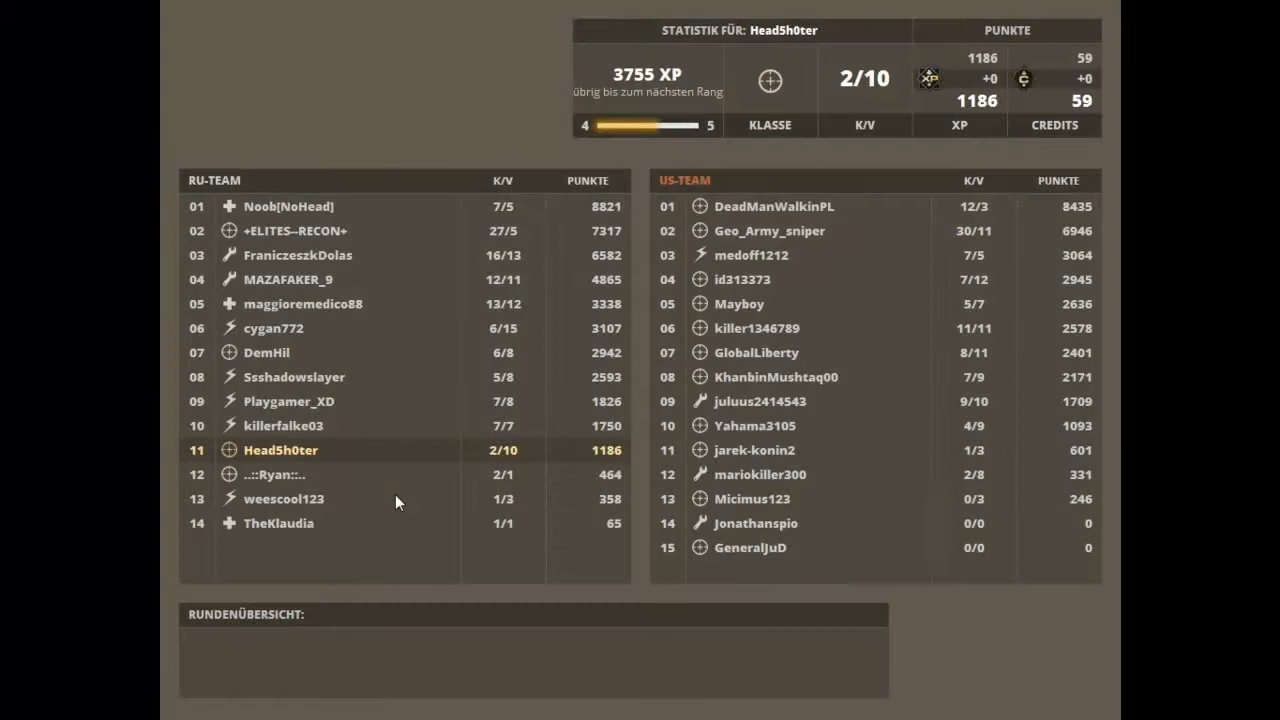 STATISTIK FÜR: Head5h0ter PUNKTE
3755 XP
übrig bis zum nächsten Rang
4 5
KLASSE
2/10
K/V
XP 1186 +0 1186
XP
C 59 +0 59
CREDITS
RU-TEAM K/V PUNKTE
01 Noob[NoHead] 7/5 8821
02 +ELITES--RECON+ 27/5 7317
03 FraniczeszkDolas 16/13 6582
04 MAZAFAKER_9 12/11 4865
05 maggioremedico88 13/12 3338
06 cygan772 6/15 3107
07 DemHil 6/8 2942
08 Ssshadowslayer 5/8 2593
09 Playgamer_XD 7/8 1826
10 killerfalke03 7/7 1750
11 Head5h0ter 2/10 1186
12 ..::Ryan::.. 2/1 464
13 weescool123 1/3 358
14 TheKlaudia 1/1 65
US-TEAM K/V PUNKTE
01 DeadManWalkinPL 12/3 8435
02 Geo_Army_sniper 30/11 6946
03 medoff1212 7/5 3064
04 id313373 7/12 2945
05 Mayboy 5/7 2636
06 killer1346789 11/11 2578
07 GlobalLiberty 8/11 2401
08 KhanbinMushtaq00 7/9 2171
09 juluus2414543 9/10 1709
10 Yahama3105 4/9 1093
11 jarek-konin2 1/3 601
12 mariokiller300 2/8 331
13 Micimus123 0/3 246
14 Jonathanspio 0/0 0
15 GeneralJuD 0/0 0
RUNDENÜBERSICHT: